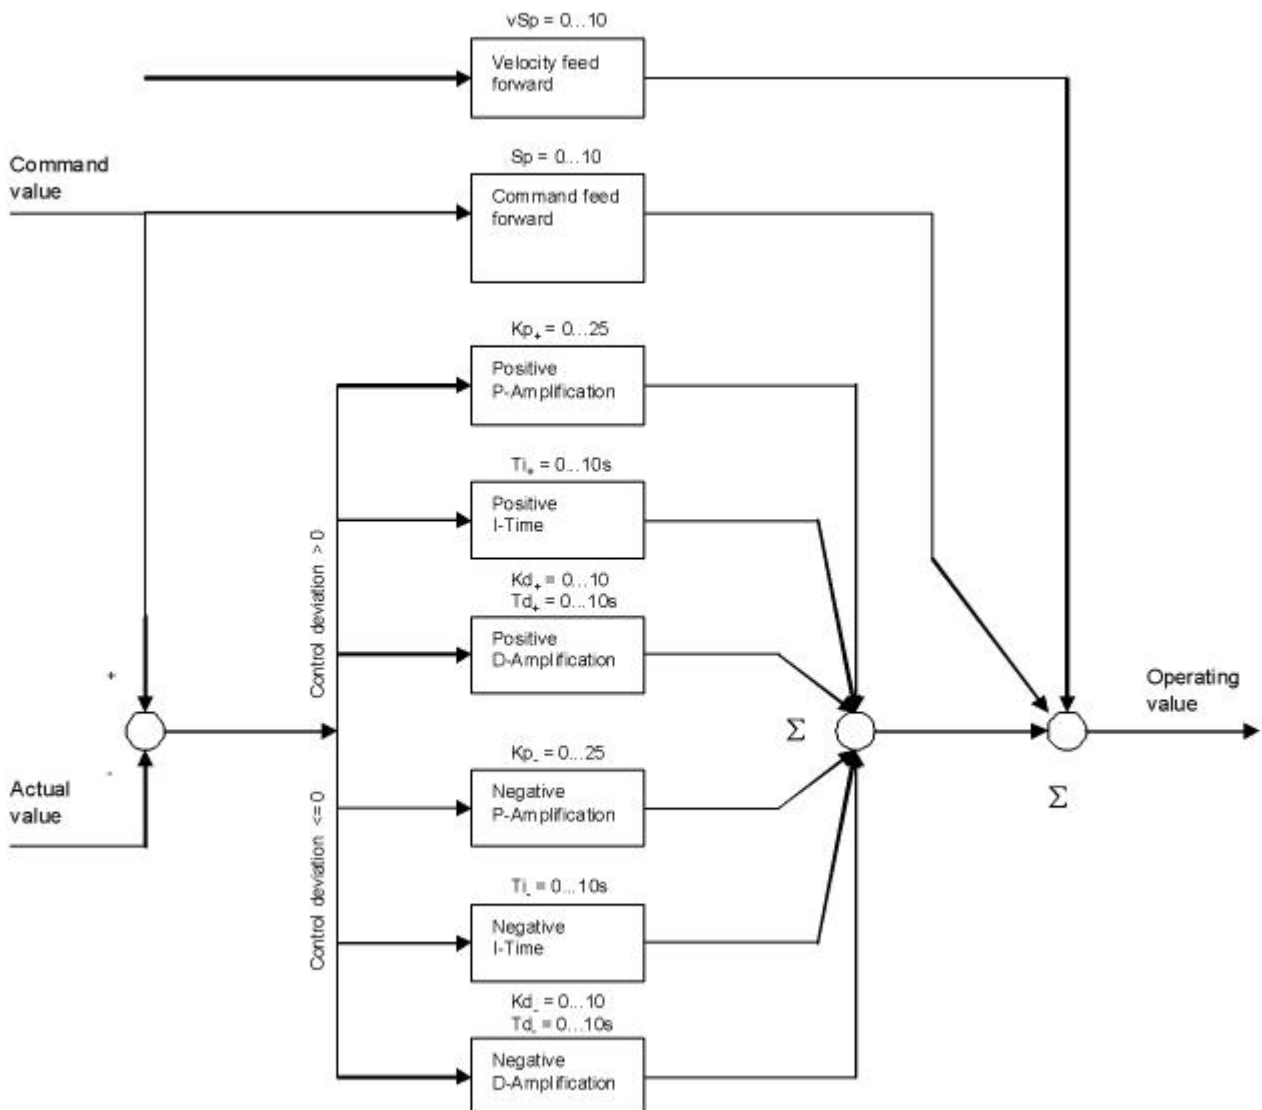 vSp = 0...10
Velocity feed
forward
Command
value
Sp = 0...10
Command feed
forward
Kp+ = 0...25
Positive
P-Amplification
Ti+ = 0...10s
Positive
I-Time
Control deviation > 0
Kd+ = 0...10
Td+ = 0...10s
Positive
D-Amplification
+
Operating
value
Σ
-
Actual
value
Kp- = 0...25
Negative
P-Amplification
Σ
Control deviation <= 0
Ti- = 0...10s
Negative
I-Time
Kd- = 0...10
Td- = 0...10s
Negative
D-Amplification